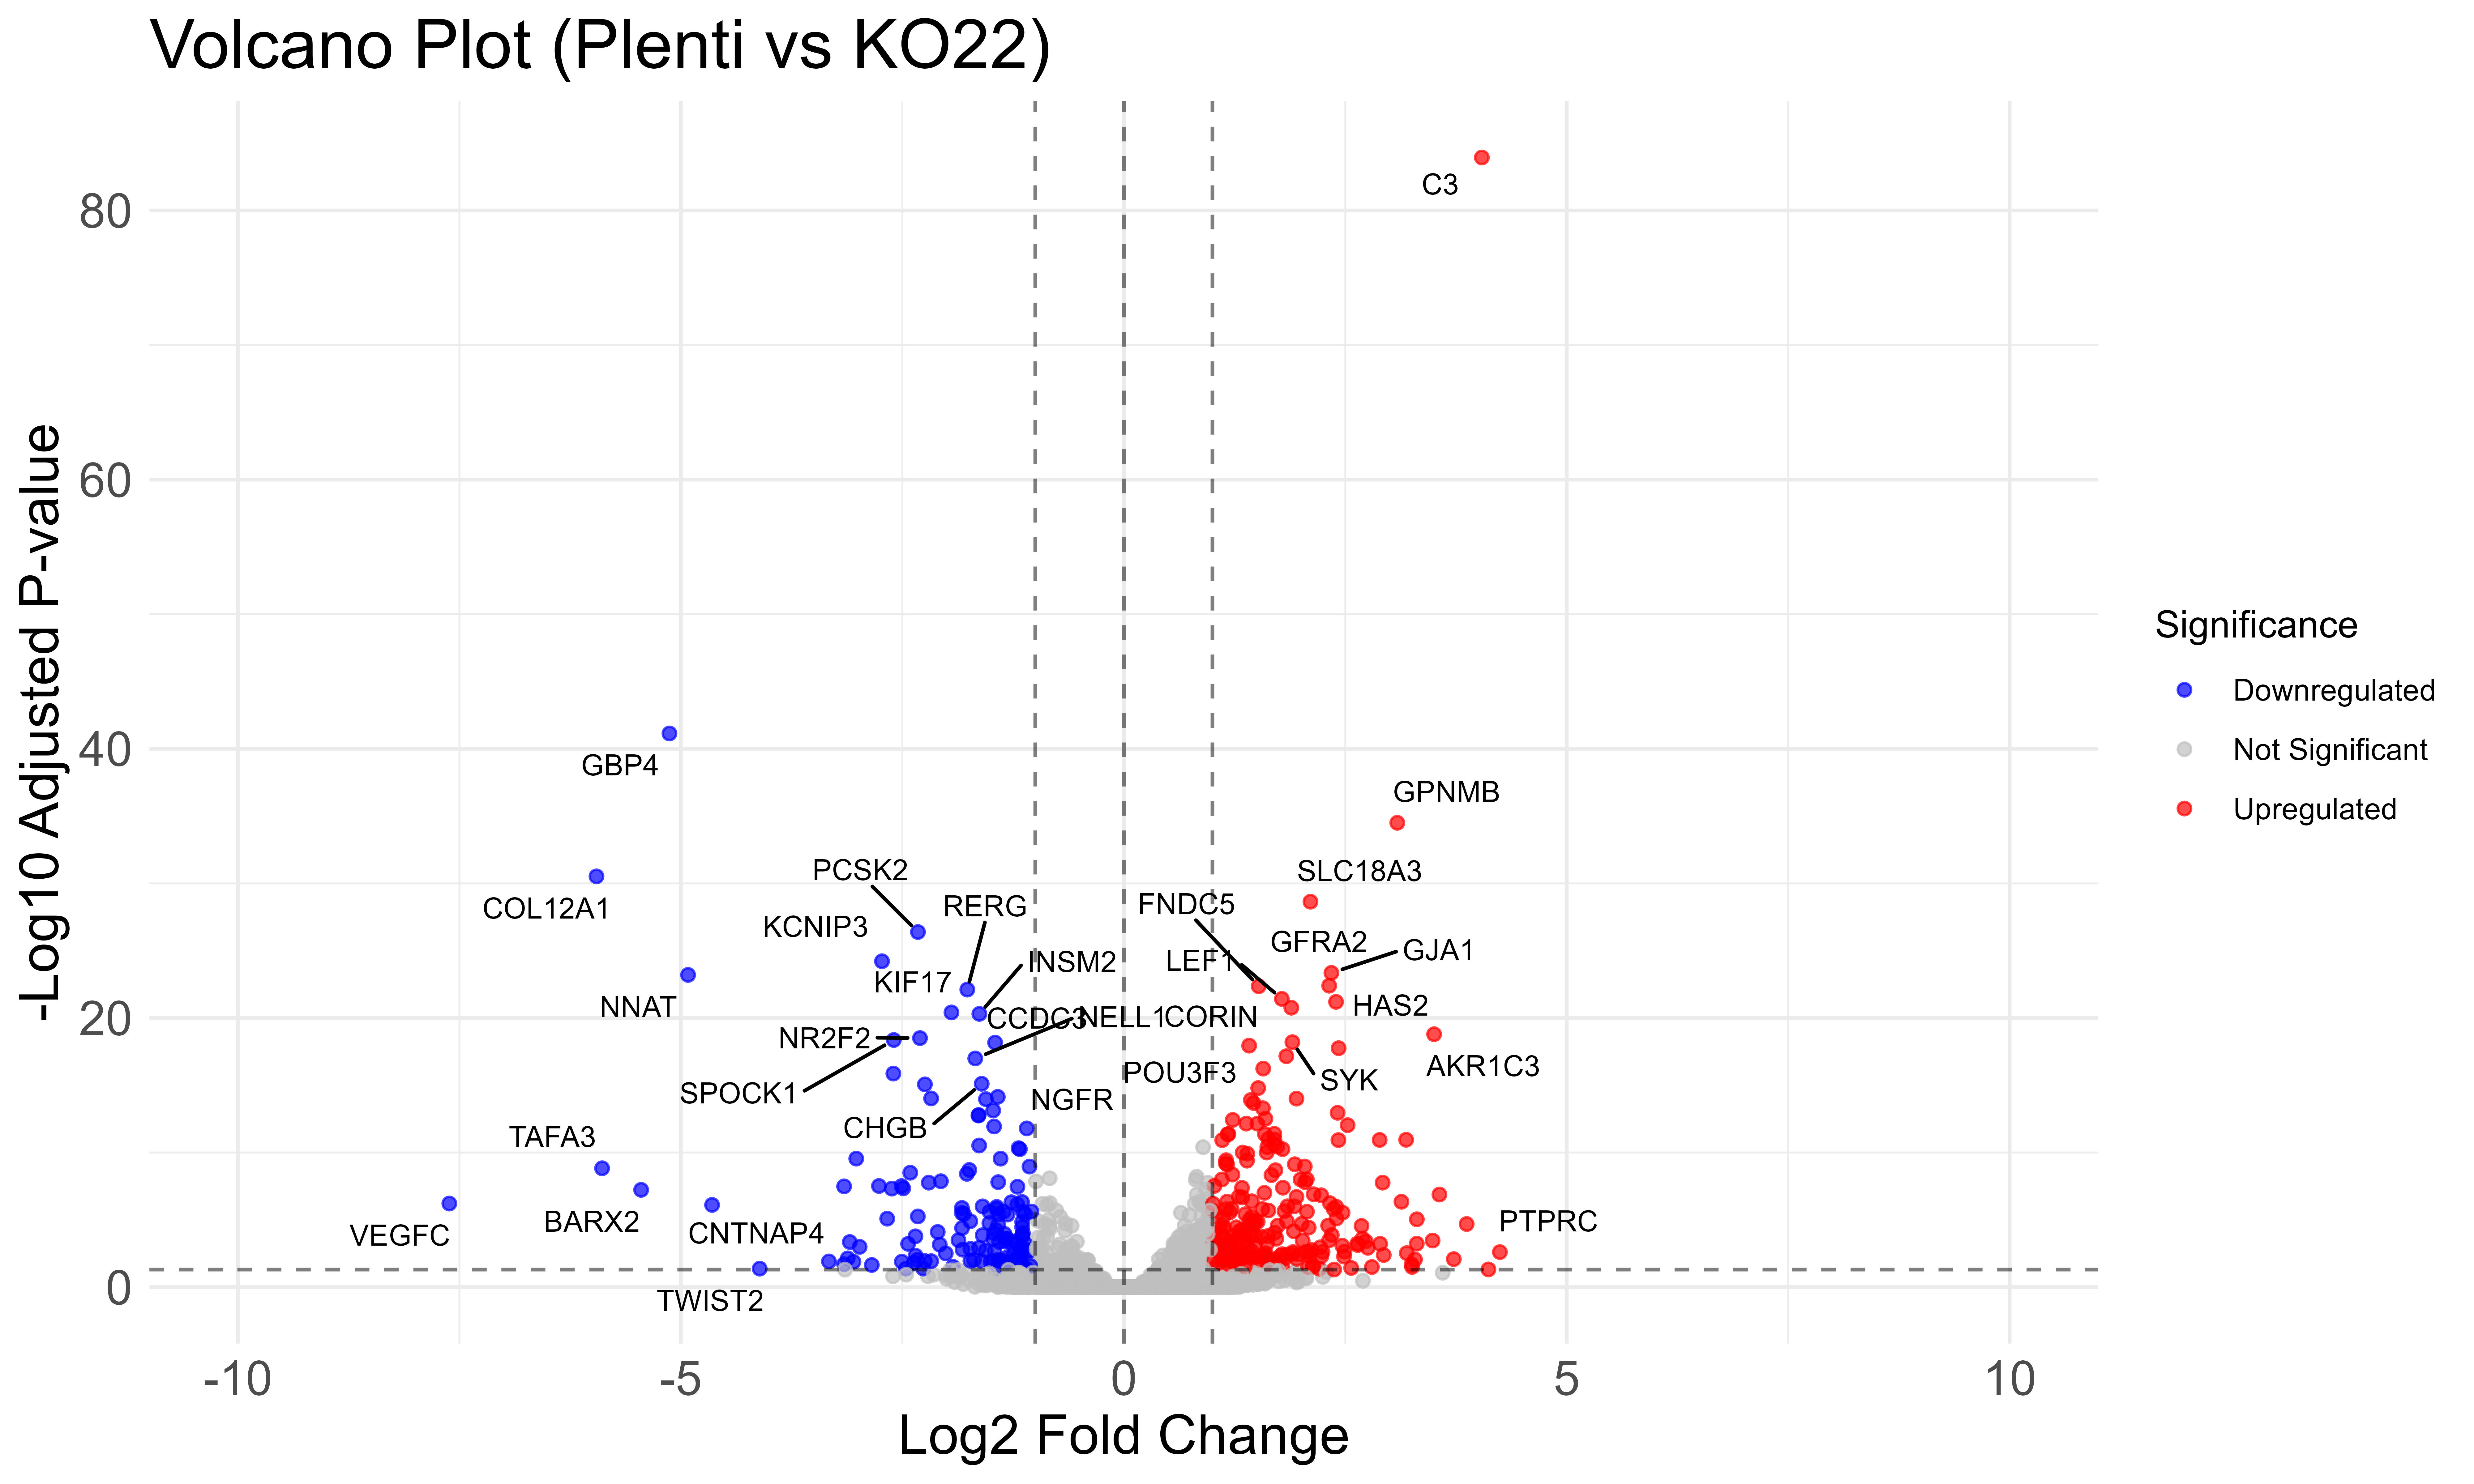 Volcano Plot (Plenti vs KO22)
-Log10 Adjusted P-value
80
60
40
20
0
C3
GBP4
GPNMB
PCSK2
SLC18A3
COL12A1
RERG
FNDC5
KCNIP3
GFRA2
GJA1
INSM2
LEF1
KIF17
NNAT
HAS2
CCDC3
NELL1
CORIN
NR2F2
AKR1C3
POU3F3
SYK
SPOCK1
NGFR
CHGB
TAFA3
BARX2
PTPRC
VEGFC
CNTNAP4
TWIST2
-10
-5
0
5
10
Log2 Fold Change
Significance
Downregulated
Not Significant
Upregulated